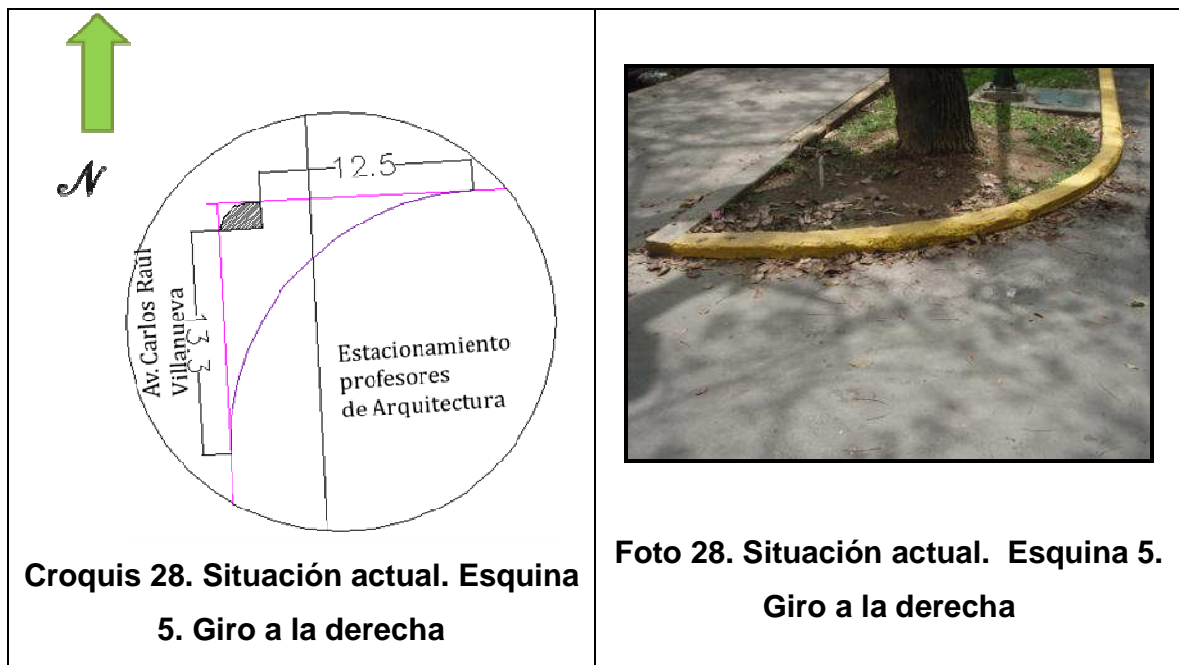 N
12.5
13.3
Av. Carlos Raúl
Villanueva
Estacionamiento
profesores
de Arquitectura
Croquis 28. Situación actual. Esquina
5. Giro a la derecha
Foto 28. Situación actual. Esquina 5.
Giro a la derecha